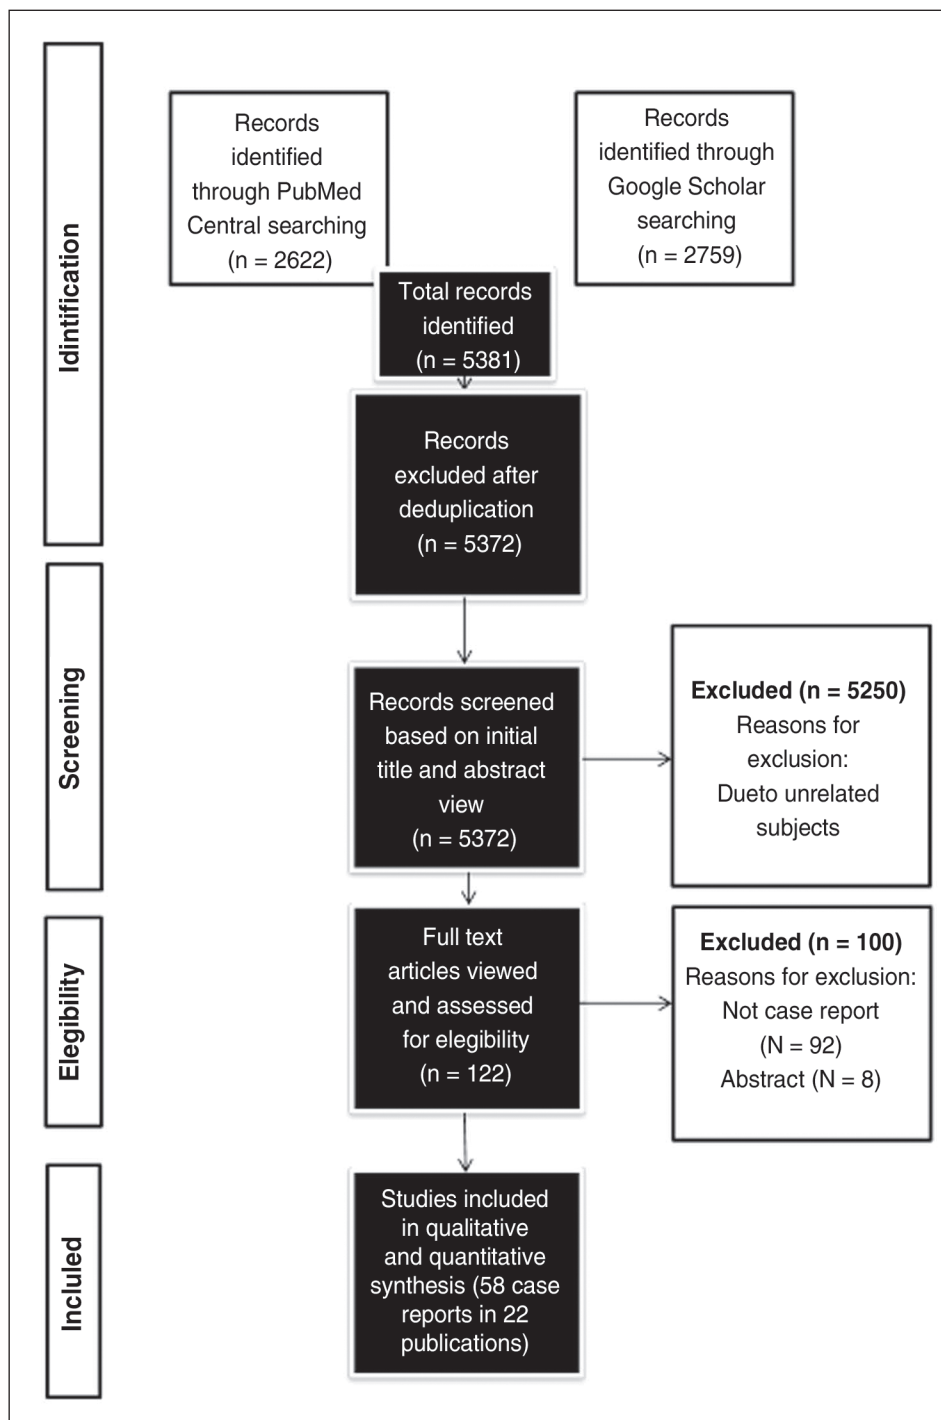 Idintification
Records
identified
through PubMed
Central searching
(n = 2622)
Records
identified through
Google Scholar
searching
(n = 2759)
Total records
identified
(n = 5381)
Records
excluded after
deduplication
(n = 5372)
Screening
Records screened
based on initial
title and abstract
view
(n = 5372)
Excluded (n = 5250)
Reasons for
exclusion:
Dueto unrelated
subjects
Elegibility
Full text
articles viewed
and assessed
for elegibility
(n = 122)
Excluded (n = 100)
Reasons for exclusion:
Not case report
(N = 92)
Abstract (N = 8)
Incluled
Studies included
in qualitative
and quantitative
synthesis (58 case
reports in 22
publications)